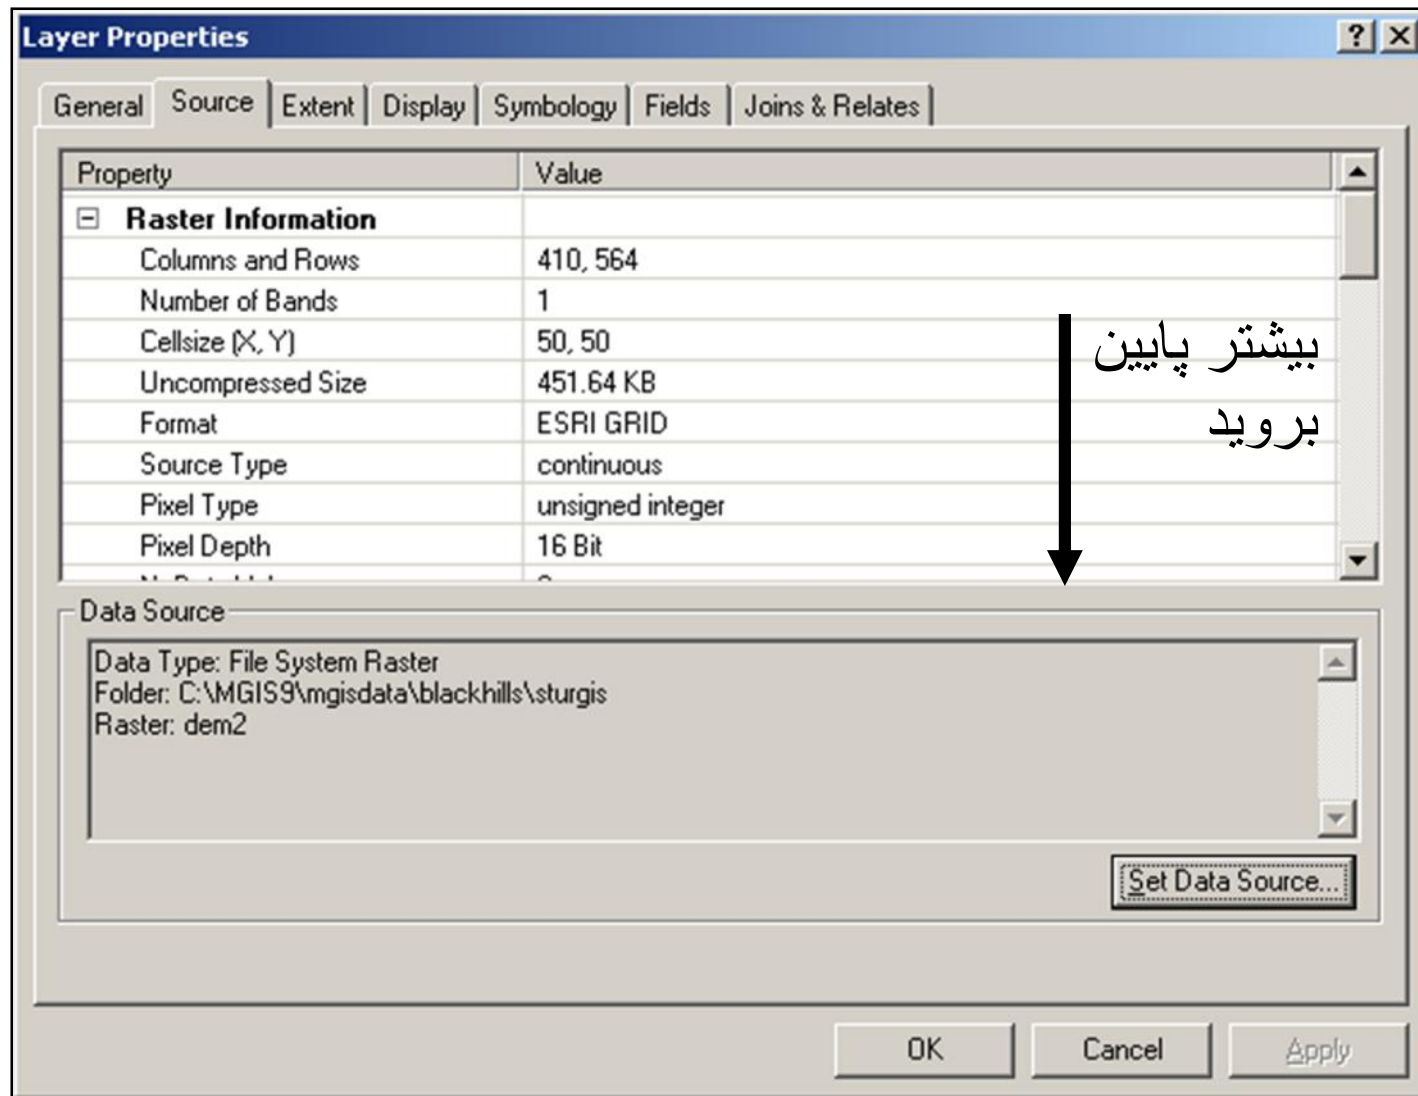 Layer Properties
General Source Extent Display Symbology Fields Joins & Relates
Property Value
Raster Information
Columns and Rows 410, 564
Number of Bands 1
Cellsize (X, Y) 50, 50
Uncompressed Size 451.64 KB
Format ESRI GRID
Source Type continuous
Pixel Type unsigned integer
Pixel Depth 16 Bit
بیشتر پایین
بروید
Data Source
Data Type: File System Raster
Folder: C:\MGIS9\mgisdata\blackhills\sturgis
Raster: dem2
Set Data Source...
OK Cancel Apply